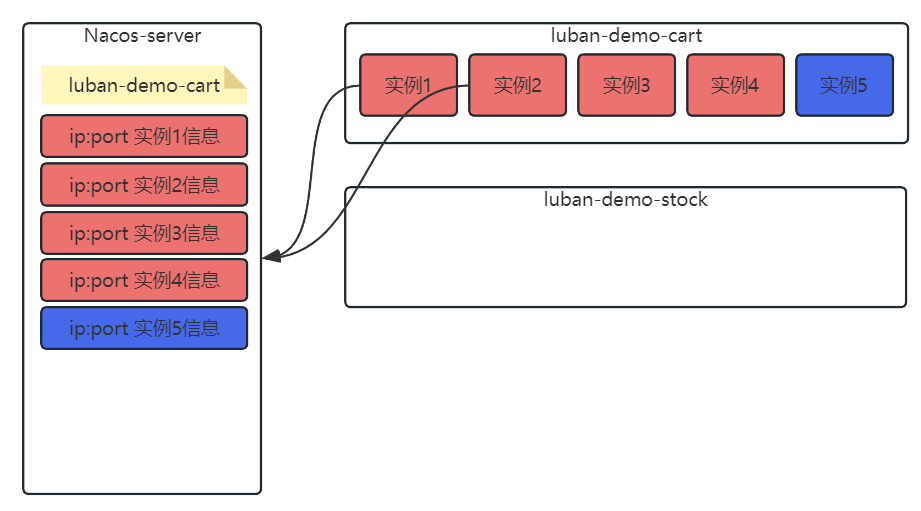 Nacos-server
luban-demo-cart
ip:port 实例1信息
ip:port 实例2信息
ip:port 实例3信息
ip:port 实例4信息
ip:port 实例5信息
luban-demo-cart
实例1
实例2
实例3
实例4
实例5
luban-demo-stock